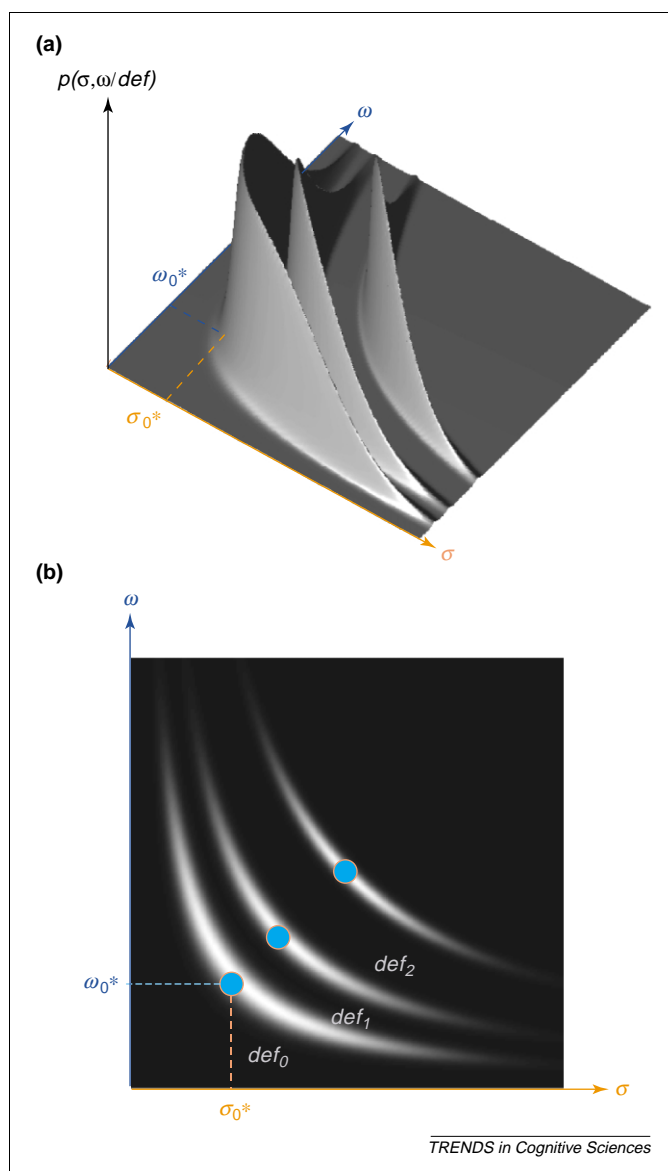 (a)
p(σ,ω/def)
ω
ω0*
σ0*
σ
(b)
ω
def2
ω0*
def1
def0
σ0*
σ
TRENDS in Cognitive Sciences